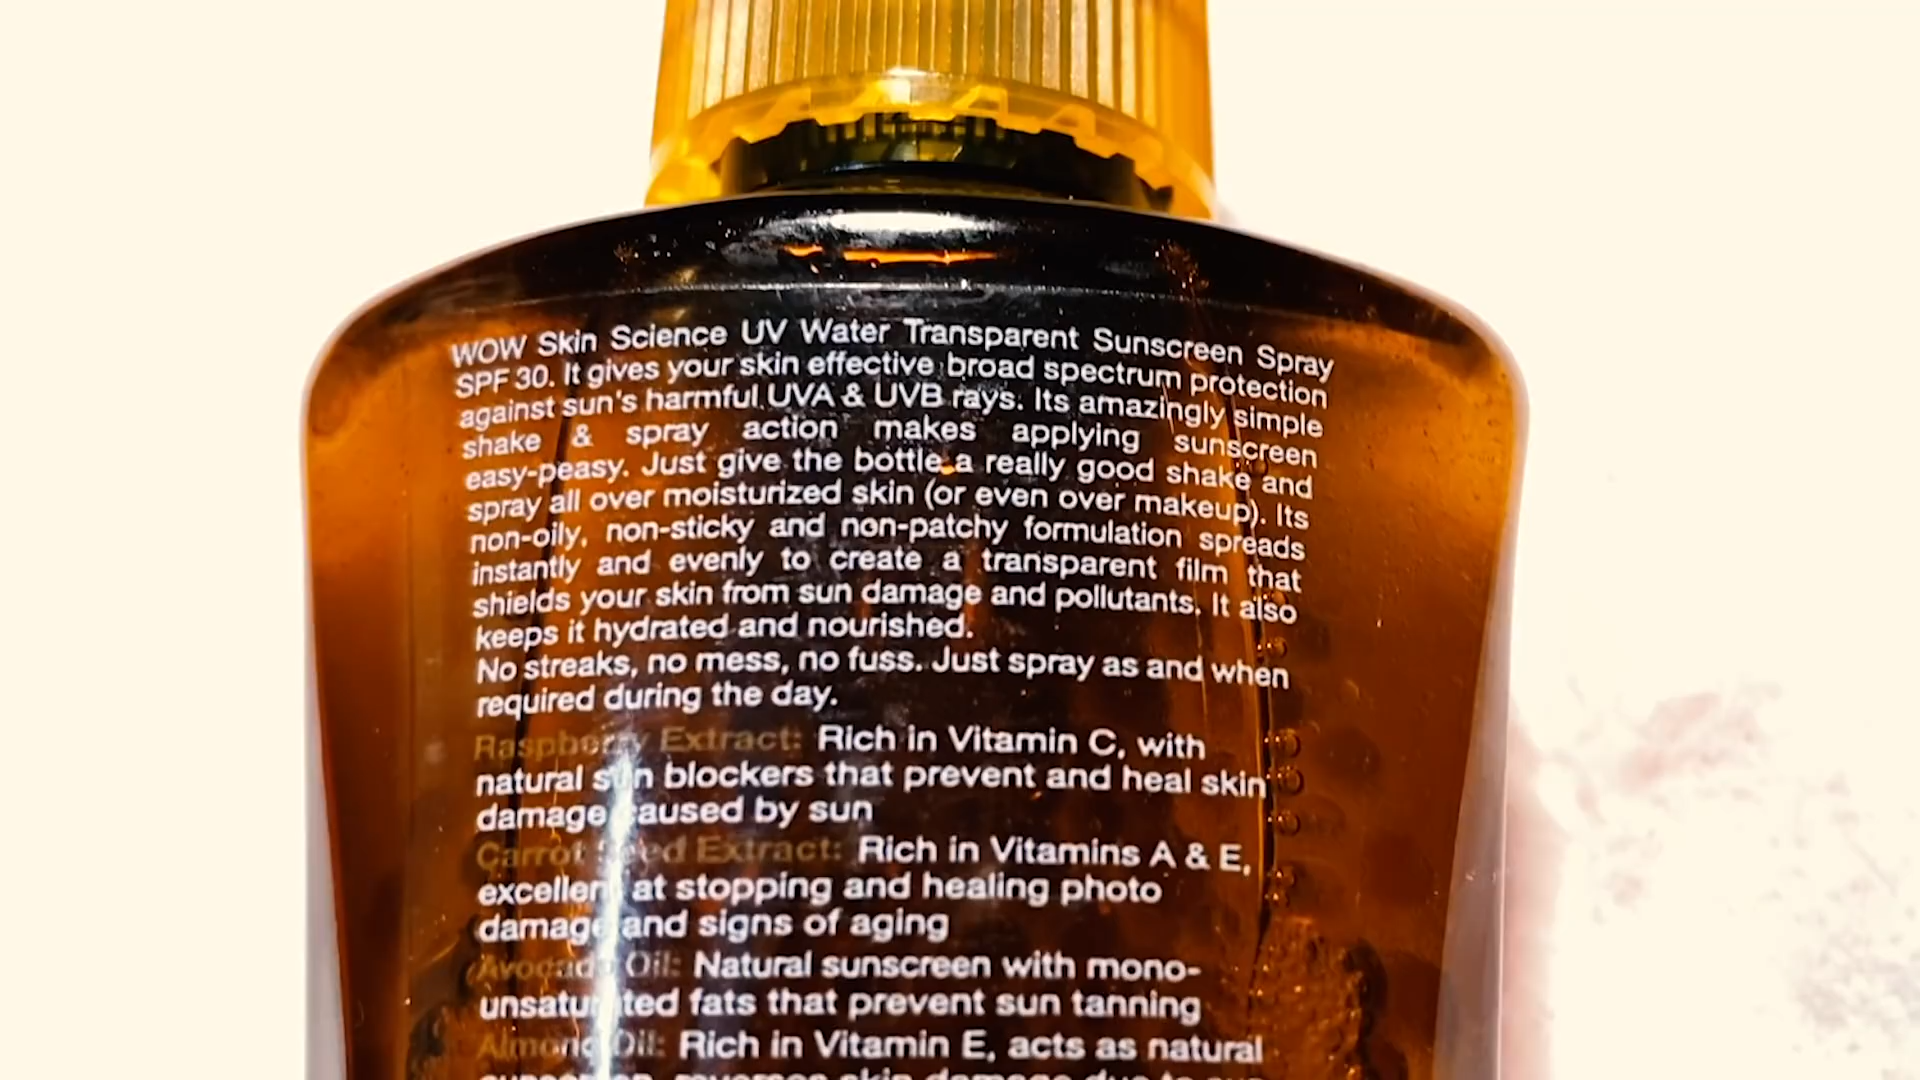 WOW Skin Science UV Water Transparent Sunscreen Spray
SPF 30. It gives your skin effective broad spectrum protection
against sun's harmful UVA & UVB rays. Its amazingly simple
shake & spray action makes applying sunscreen
easy-peasy. Just give the bottle a really good shake and
spray all over moisturized skin (or even over makeup). Its
non-oily, non-sticky and non-patchy formulation spreads
instantly and evenly to create a transparent film that
shields your skin from sun damage and pollutants. It also
keeps it hydrated and nourished.
No streaks, no mess, no fuss. Just spray as and when
required during the day.
Raspberry Extract: Rich in Vitamin C, with
natural sun blockers that prevent and heal skin
damage caused by sun
Carrot Seed Extract: Rich in Vitamins A & E,
excellent at stopping and healing photo
damage and signs of aging
Avocado Oil: Natural sunscreen with mono-
unsaturated fats that prevent sun tanning
Almond Oil: Rich in Vitamin E, acts as natural